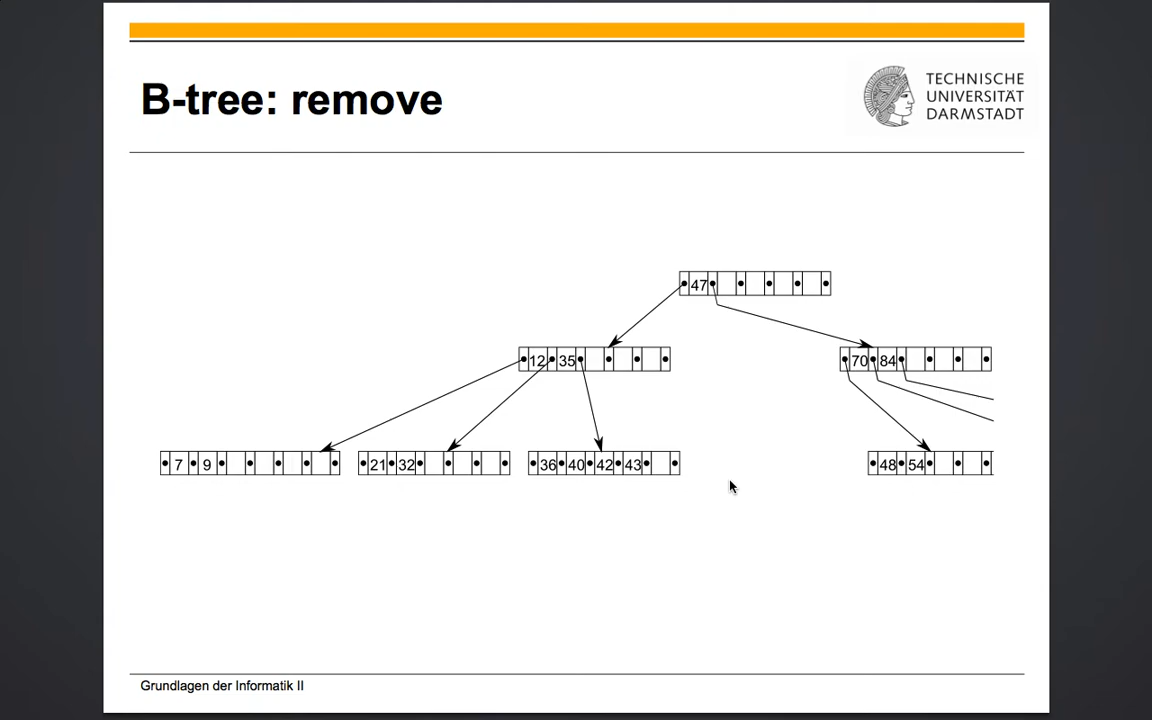 B-tree: remove
TECHNISCHE
UNIVERSITÄT
DARMSTADT
47
12 35
70 84
7 9
21 32
36 40 42 43
48 54
Grundlagen der Informatik II